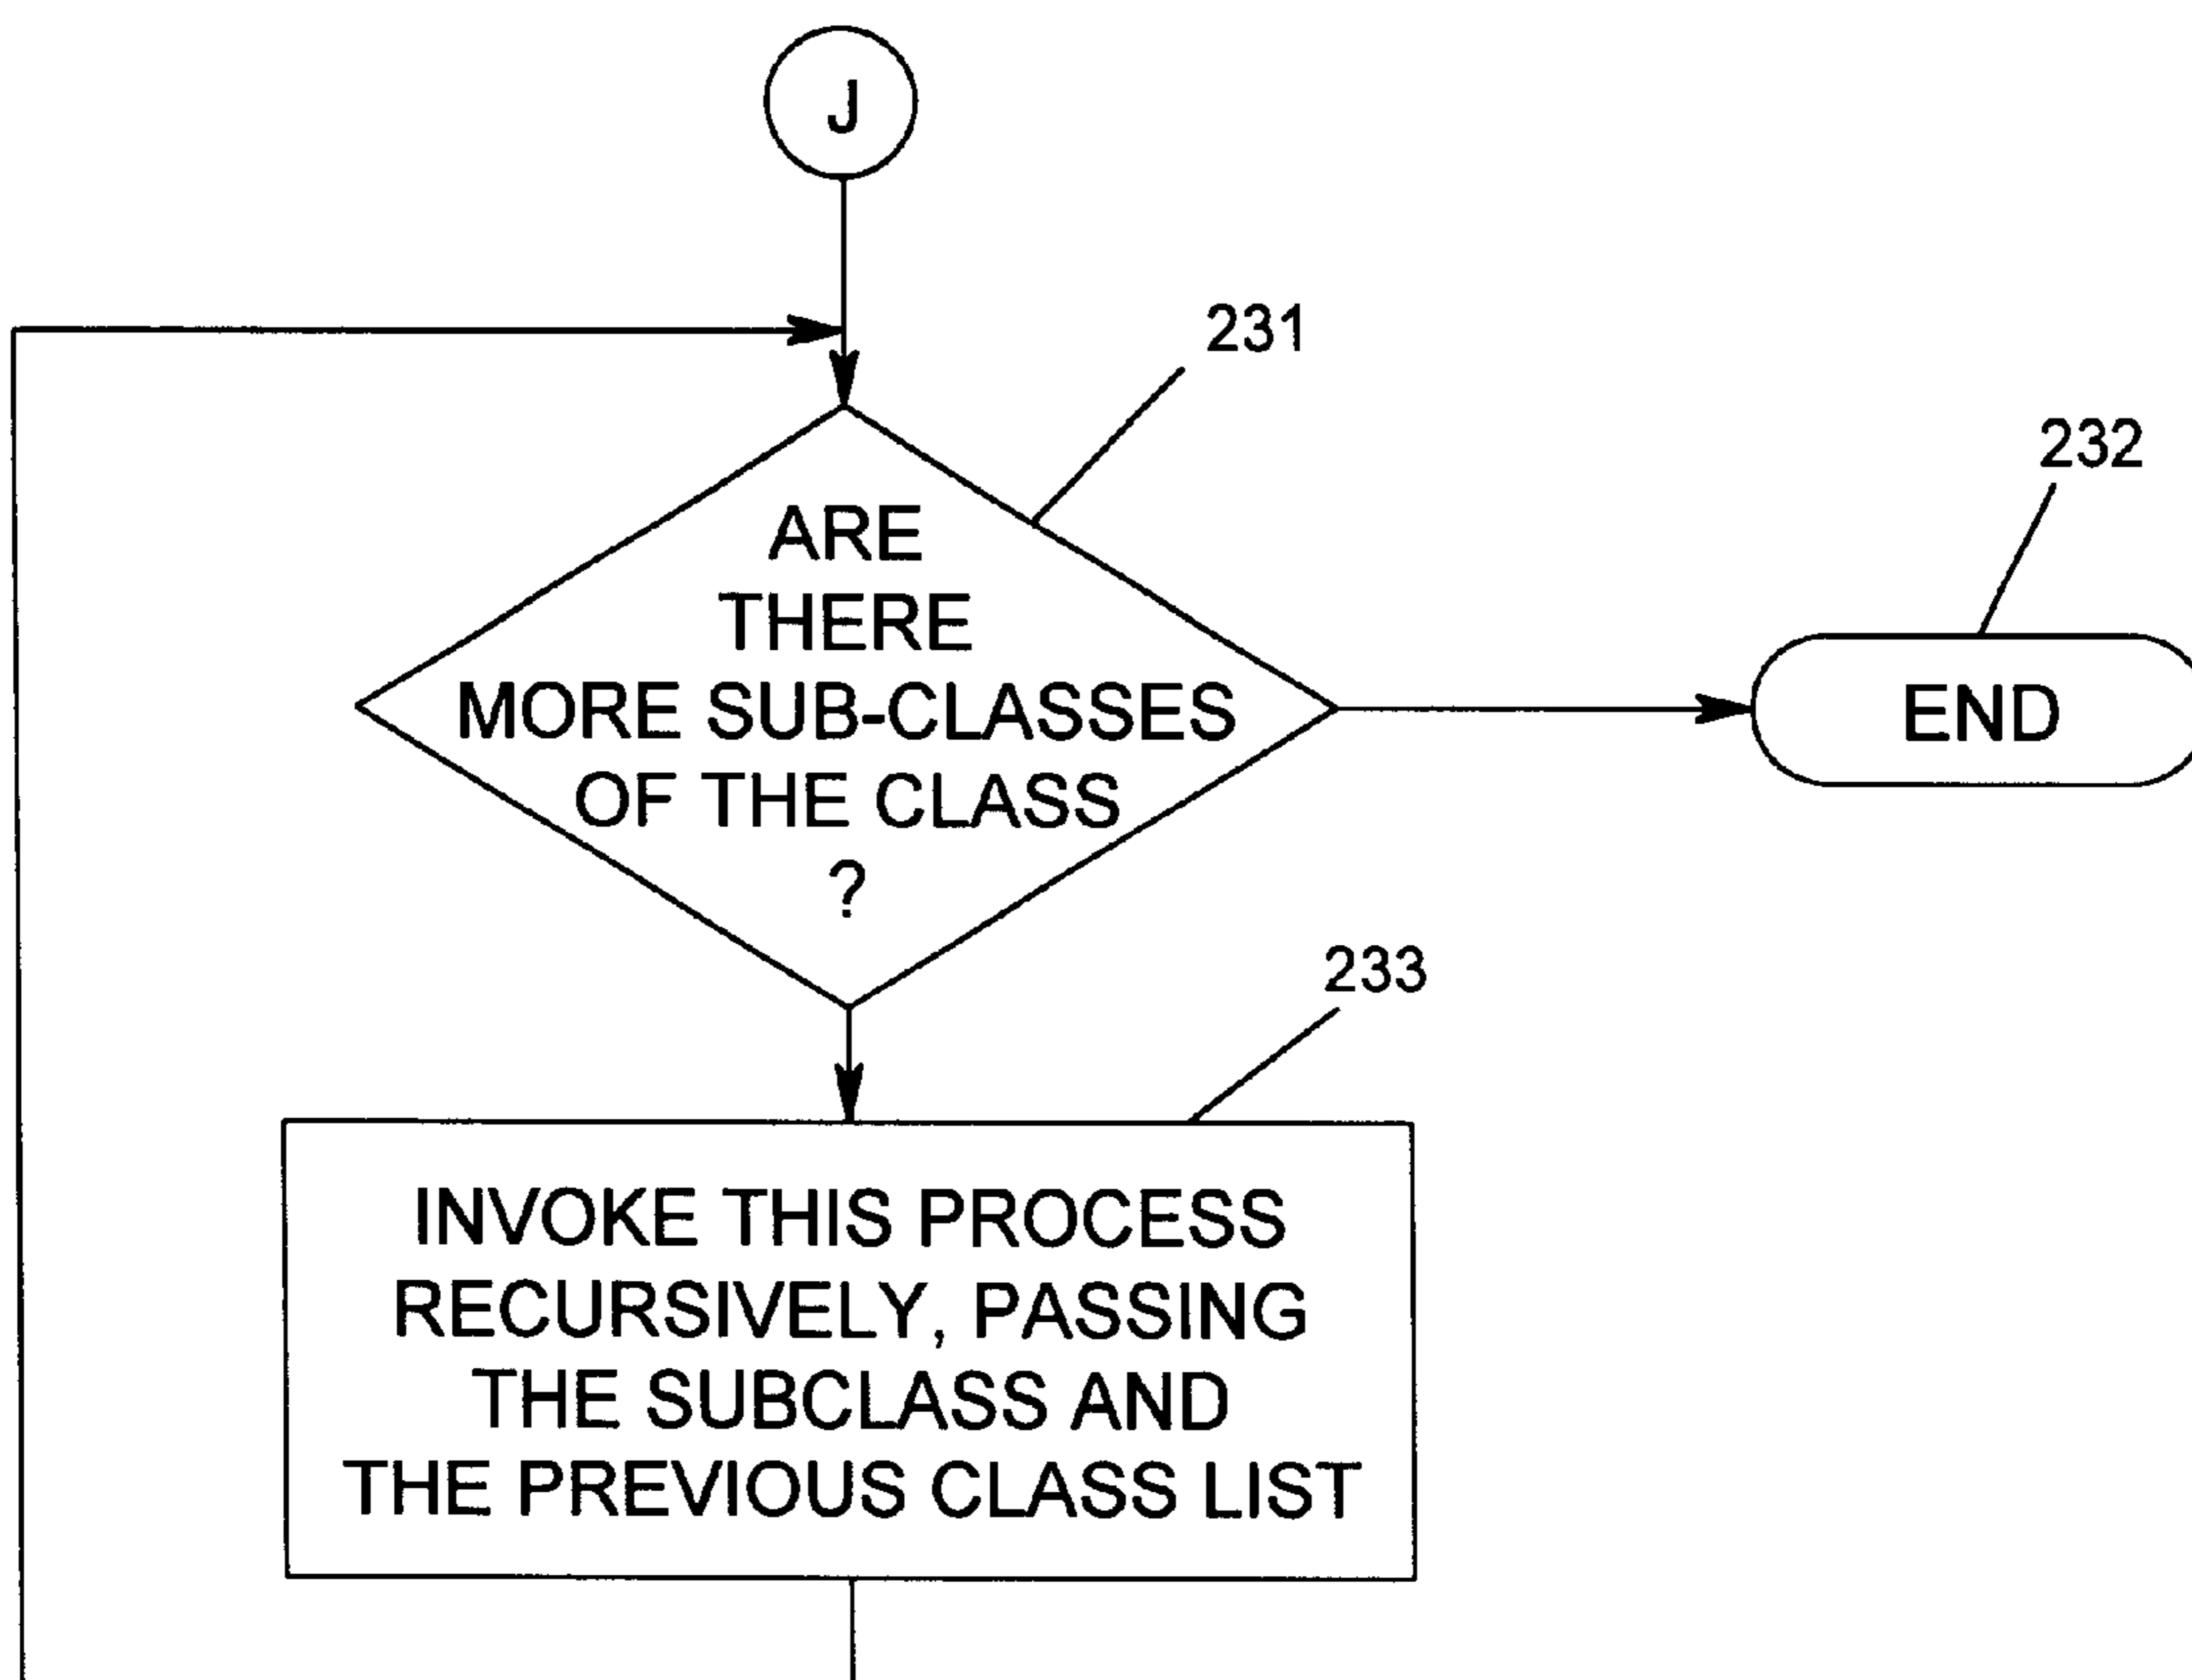 J
231
232
ARE
THERE
MORE SUB-CLASSES
OF THE CLASS
?
END
233
INVOKE THIS PROCESS
RECURSIVELY, PASSING
THE SUBCLASS AND
THE PREVIOUS CLASS LIST